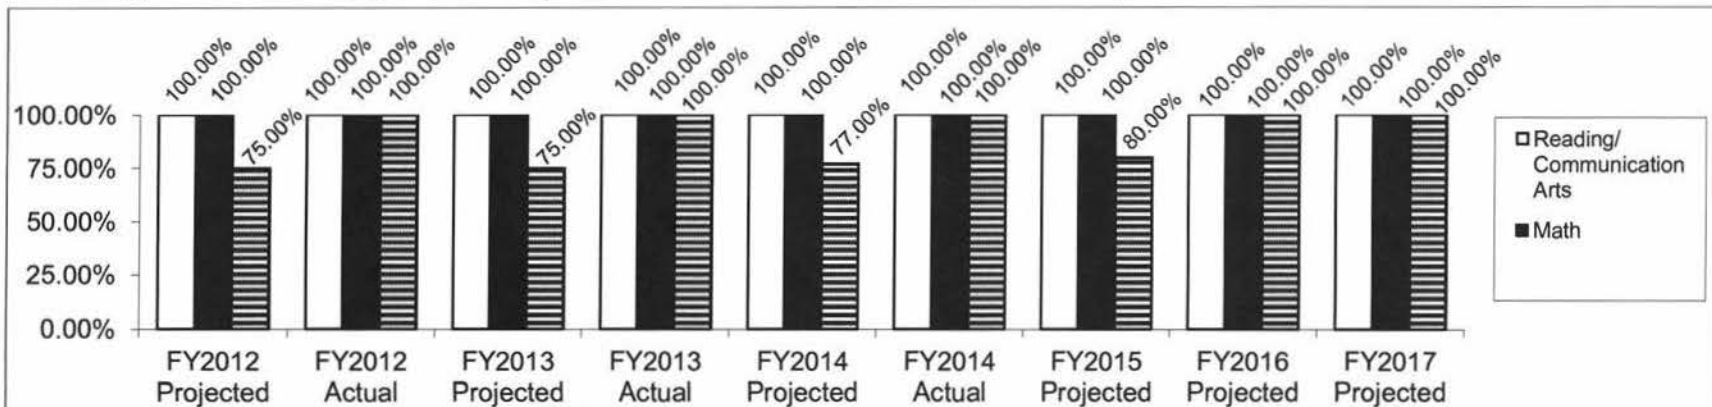 100.00%
100.00%
75.00%
100.00%
100.00%
100.00%
100.00%
100.00%
75.00%
100.00%
100.00%
100.00%
100.00%
100.00%
77.00%
100.00%
100.00%
100.00%
100.00%
100.00%
80.00%
100.00%
100.00%
100.00%
100.00%
100.00%
100.00%
100.00%
75.00%
50.00%
25.00%
0.00%
FY2012
Projected
FY2012
Actual
FY2013
Projected
FY2013
Actual
FY2014
Projected
FY2014
Actual
FY2015
Projected
FY2016
Projected
FY2017
Projected
Reading/
Communication
Arts
Math